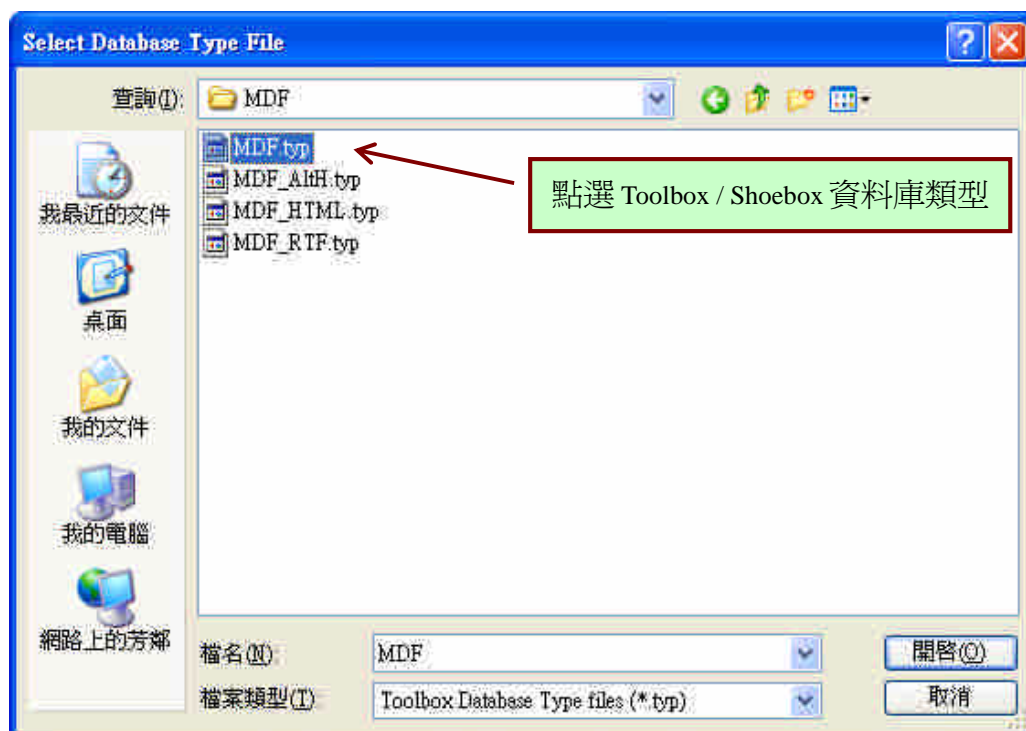 Select Database Type File
查詢(I):
MDF
MDF.typ
MDF_AltH.typ
MDF_HTML.typ
MDF_RTF.typ
點選 Toolbox / Shoebox 資料庫類型
我最近的文件
桌面
我的文件
我的電腦
網路上的芳鄰
檔名(N):
MDF
開啓(O)
檔案類型(T):
Toolbox Database Type files (*.typ)
取消